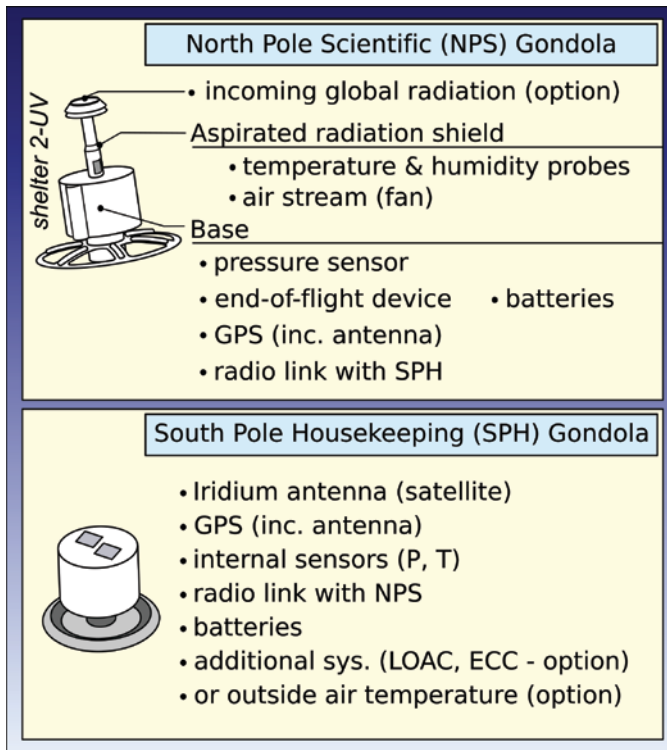 North Pole Scientific (NPS) Gondola
shelter 2-UV
• incoming global radiation (option)
Aspirated radiation shield
• temperature & humidity probes
• air stream (fan)
Base
• pressure sensor
• end-of-flight device • batteries
• GPS (inc. antenna)
• radio link with SPH
South Pole Housekeeping (SPH) Gondola
• Iridium antenna (satellite)
• GPS (inc. antenna)
• internal sensors (P, T)
• radio link with NPS
• batteries
• additional sys. (LOAC, ECC - option)
• or outside air temperature (option)